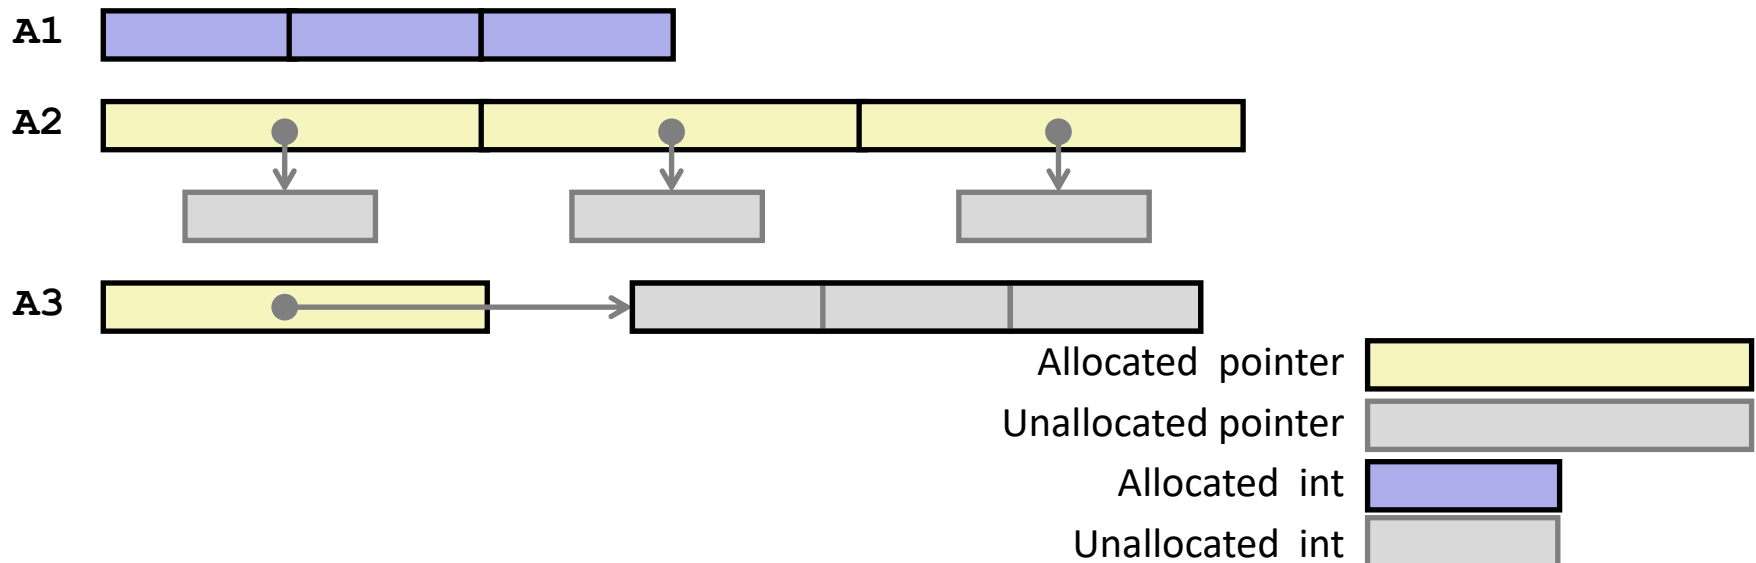 A1
A2
A3
Allocated pointer
Unallocated pointer
Allocated int
Unallocated int